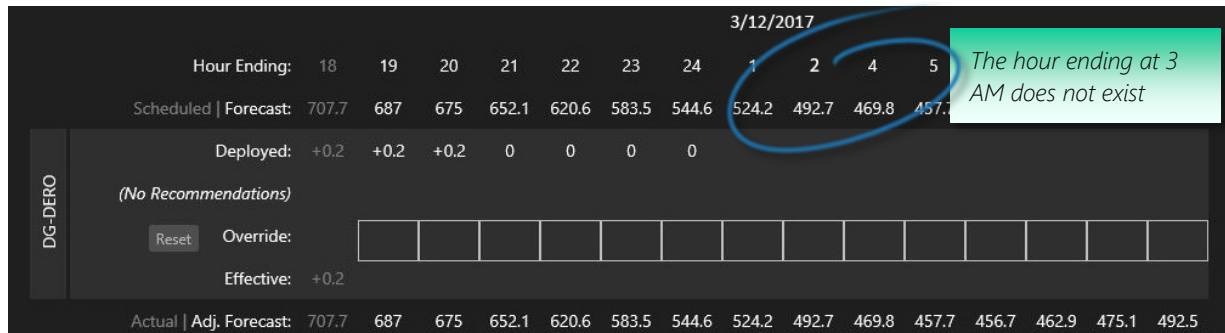 3/12/2017
Hour Ending: 18 19 20 21 22 23 24 1 2 4 5
The hour ending at 3
AM does not exist
Scheduled | Forecast: 707.7 687 675 652.1 620.6 583.5 544.6 524.2 492.7 469.8 457.7
DG-DERO
Deployed: +0.2 +0.2 +0.2 0 0 0 0
(No Recommendations)
Reset Override:
Effective: +0.2
Actual | Adj. Forecast: 707.7 687 675 652.1 620.6 583.5 544.6 524.2 492.7 469.8 457.7 456.7 462.9 475.1 492.5